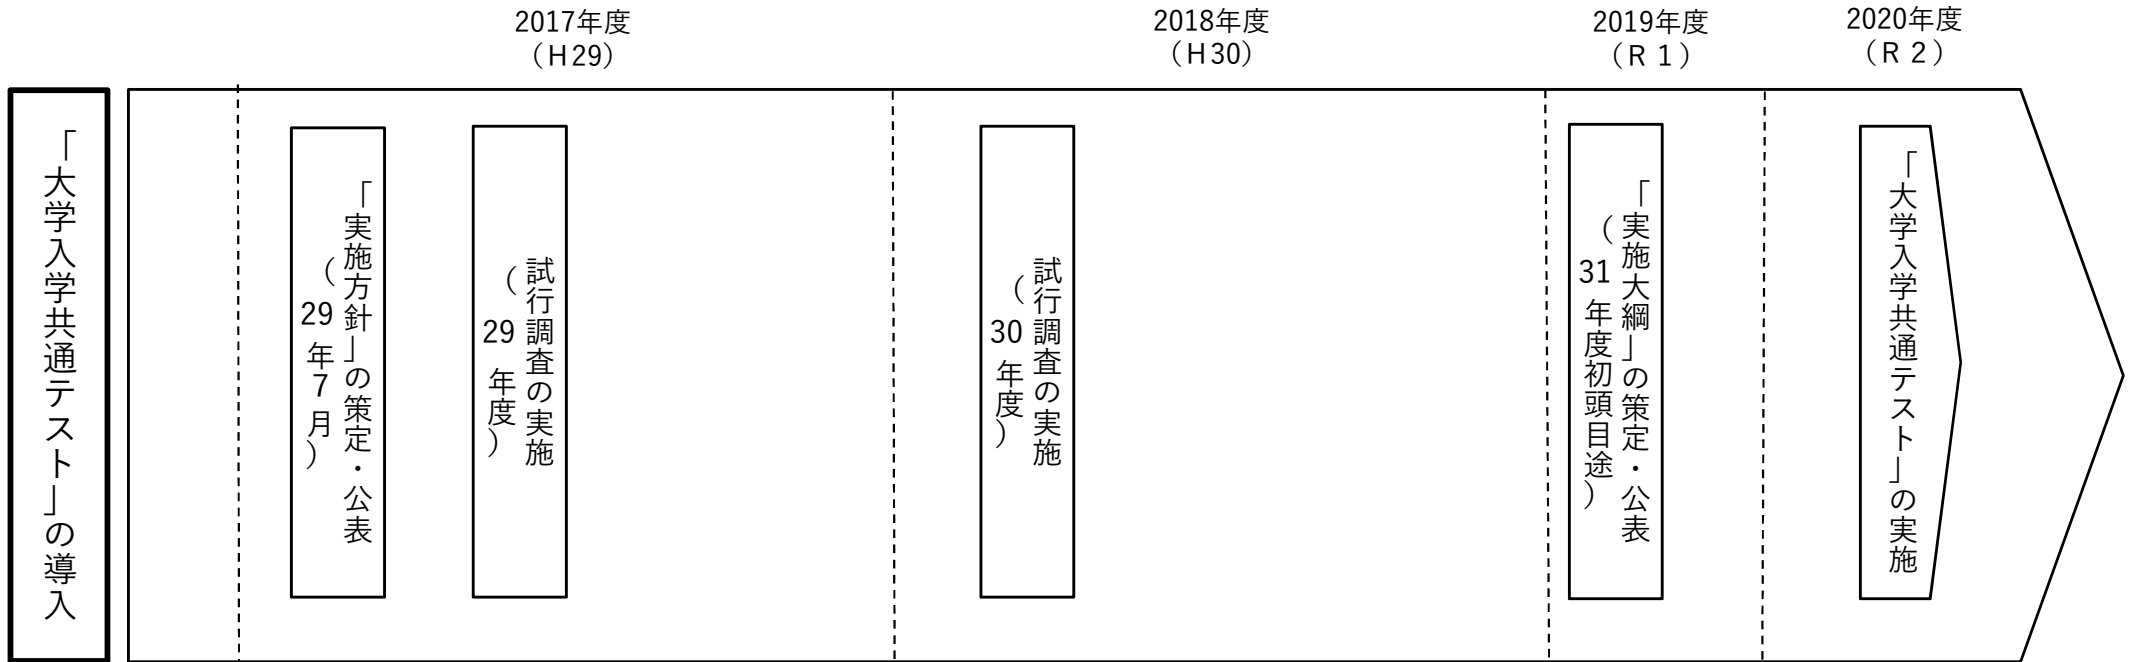 2017年度
（Ｈ29）
2018年度
（Ｈ30）
2019年度
（Ｒ１）
2020年度
（Ｒ２）
「大学入学共通テスト」の導入
「実施方針」の策定・公表
（29年７月）
試行調査の実施
（29年度）
試行調査の実施
（30年度）
「実施大綱」の策定・公表
（31年度初頭目途）
「大学入学共通テスト」の実施